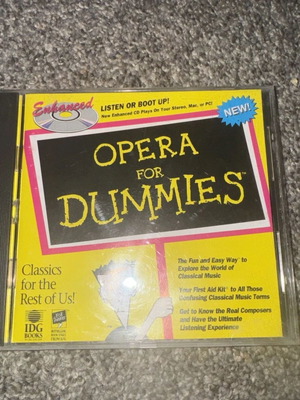 Enhanced
LISTEN OR BOOT UP!
New Enhanced CD Plays On Your Stereo, Mac, or PC!
NEW!
OPERA
FOR
DUMMIES
Classics
for the
Rest of Us!
The Fun and Easy Way™ to
Explore the World of
Classical Music
Your First Aid Kit™ to All Those
Confusing Classical Music Terms
Get to Know the Real Composers
and Have the Ultimate
Listening Experience
IDG
BOOKS